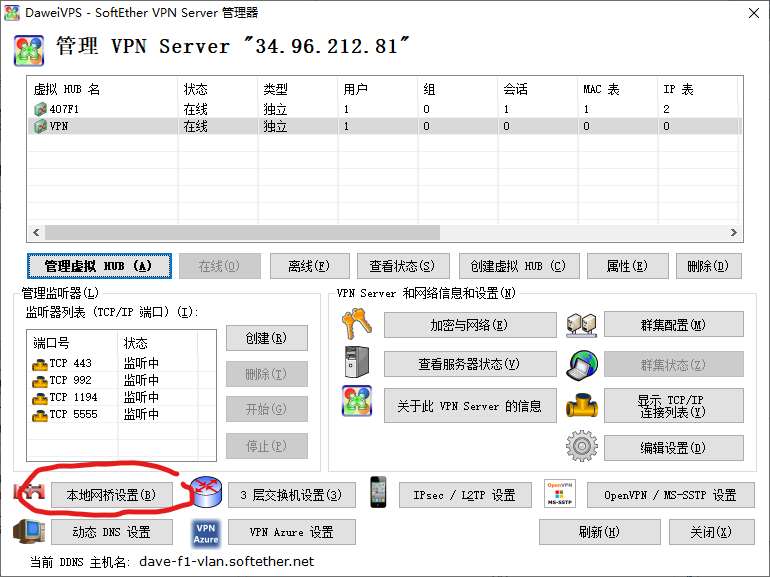 DaweiVPS - SoftEther VPN Server 管理器
管理 VPN Server "34.96.212.81"
虚拟 HUB 名 状态 类型 用户 组 会话 MAC 表 IP 表
407F1 在线 独立 1 0 1 1 2
VPN 在线 独立 1 0 0 0 0
管理虚拟 HUB (A) 在线(O) 离线(F) 查看状态(S) 创建虚拟 HUB (C) 属性(E) 删除(D)
管理监听器(L)
监听器列表 (TCP/IP 端口) (I):
端口号 状态
TCP 443 监听中
TCP 992 监听中
TCP 1194 监听中
TCP 5555 监听中
创建(R)
删除(T)
开始(G)
停止(P)
VPN Server 和网络信息和设置(N)
加密与网络(E) 群集配置(M)
查看服务器状态(V) 群集状态(Z)
关于此 VPN Server 的信息 显示 TCP/IP
连接列表(Y)
编辑设置(D)
本地网桥设置(B) 3 层交换机设置(3) IPsec / L2TP 设置 OpenVPN MS-SSTP OpenVPN / MS-SSTP 设置
动态 DNS 设置 VPN Azure VPN Azure 设置 刷新(H) 关闭(X)
当前 DDNS 主机名: dave-f1-vlan.softether.net